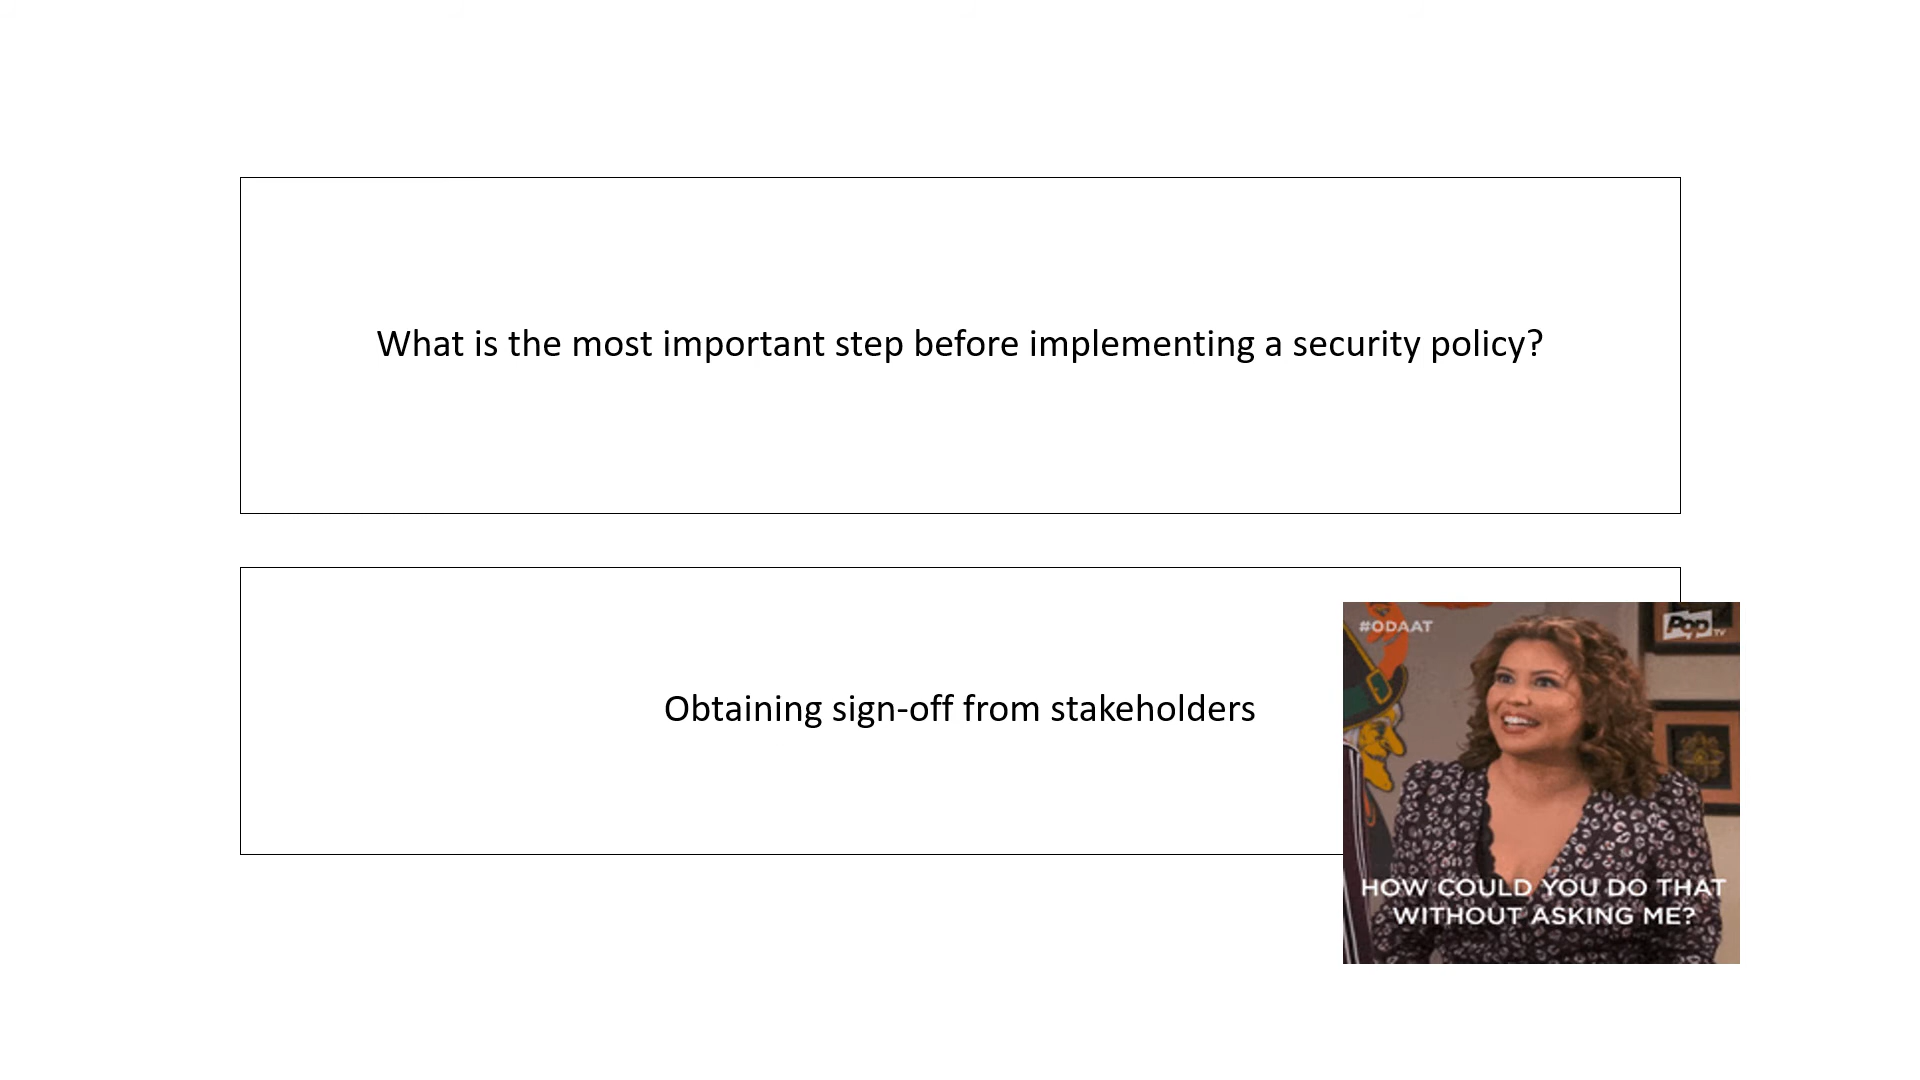 What is the most important step before implementing a security policy?
Obtaining sign-off from stakeholders
#ODAAT
Pop TV
HOW COULD YOU DO THAT
WITHOUT ASKING ME?